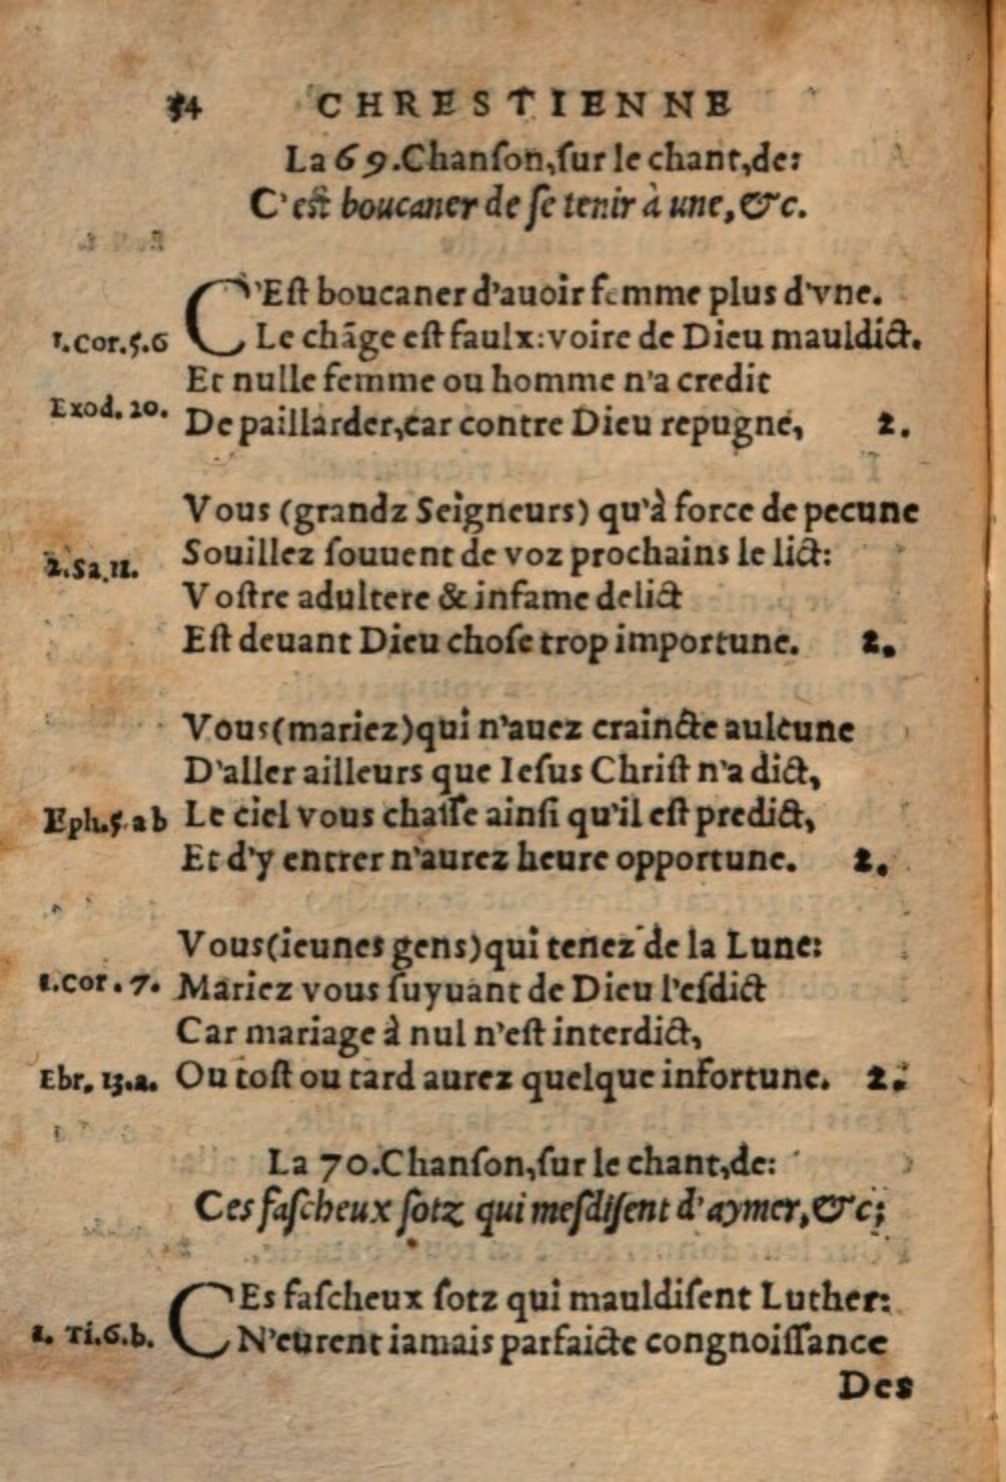 54 CHRESTIENNE
La 69.Chanſon,ſur le chant,de:
C'eſt boucaner de ſe tenir à une, &c.
C'Eſt boucaner d'auoir femme plus d'vne.
1.Cor.5.6 Le chãge eſt faulx: voire de Dieu mauldict.
Et nulle femme ou homme n'a credit
Exod. 20. De paillarder,car contre Dieu repugne, 2.
Vous (grandz Seigneurs) qu'à force de pecune
2.Sa.11. Souillez ſouuent de voz prochains le lict:
Voſtre adultere & infame delict
Eſt deuant Dieu choſe trop importune. 2.
Vous(mariez)qui n'auez craincte aulcune
D'aller ailleurs que Ieſus Chriſt n'a dict,
Eph.5.ab Le ciel vous chaſſe ainſi qu'il eſt predict,
Et d'y entrer n'aurez heure opportune. 2.
Vous(ieunes gens)qui tenez de la Lune:
1.Cor. 7. Mariez vous ſuyuant de Dieu l'eſdict
Car mariage à nul n'eſt interdict,
Ebr. 13.a. Ou toſt ou tard aurez quelque infortune. 2.
La 70.Chanſon,ſur le chant,de:
Ces faſcheux ſotz qui meſdiſent d'aymer,&c;
CEs faſcheux ſotz qui mauldiſent Luther:
1. Ti.6.b. N'eurent iamais parfaicte congnoiſſance
Des